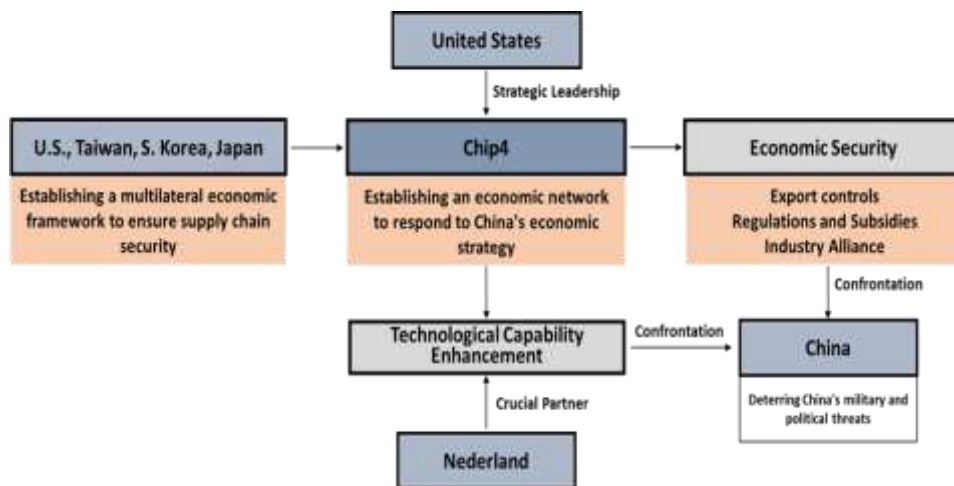 United States
Strategic Leadership
U.S., Taiwan, S. Korea, Japan
Establishing a multilateral economic
framework to ensure supply chain
security
Chip4
Establishing an economic network
to respond to China's economic
strategy
Economic Security
Export controls
Regulations and Subsidies
Industry Alliance
Confrontation
Technological Capability
Enhancement
Confrontation
China
Deterring China's military and
political threats
Crucial Partner
Nederland